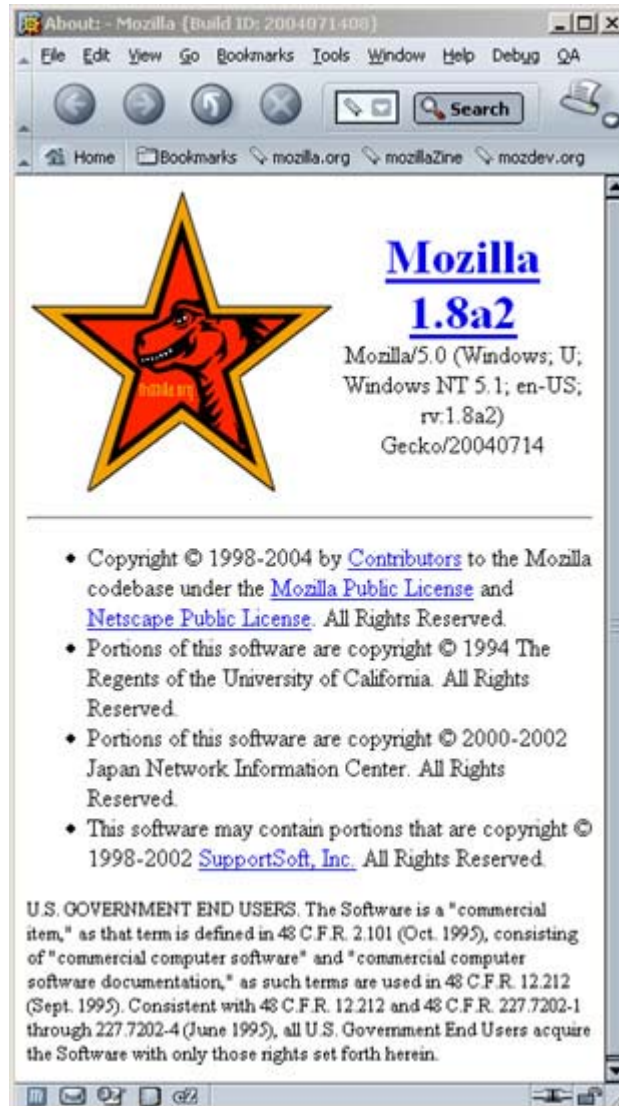 About: - Mozilla {Build ID: 2004071408}
File Edit View Go Bookmarks Tools Window Help Debug QA
Search
Home Bookmarks mozilla.org mozillaZine mozdev.org
mozilla.org
Mozilla
1.8a2
Mozilla/5.0 (Windows; U;
Windows NT 5.1; en-US;
rv:1.8a2)
Gecko/20040714
Copyright © 1998-2004 by Contributors to the Mozilla
codebase under the Mozilla Public License and
Netscape Public License. All Rights Reserved.
Portions of this software are copyright © 1994 The
Regents of the University of California. All Rights
Reserved.
Portions of this software are copyright © 2000-2002
Japan Network Information Center. All Rights
Reserved.
This software may contain portions that are copyright ©
1998-2002 SupportSoft, Inc. All Rights Reserved.
U.S. GOVERNMENT END USERS. The Software is a "commercial
item," as that term is defined in 48 C.F.R. 2.101 (Oct. 1995), consisting
of "commercial computer software" and "commercial computer
software documentation," as such terms are used in 48 C.F.R. 12.212
(Sept. 1995). Consistent with 48 C.F.R. 12.212 and 48 C.F.R. 227.7202-1
through 227.7202-4 (June 1995), all U.S. Government End Users acquire
the Software with only those rights set forth herein.